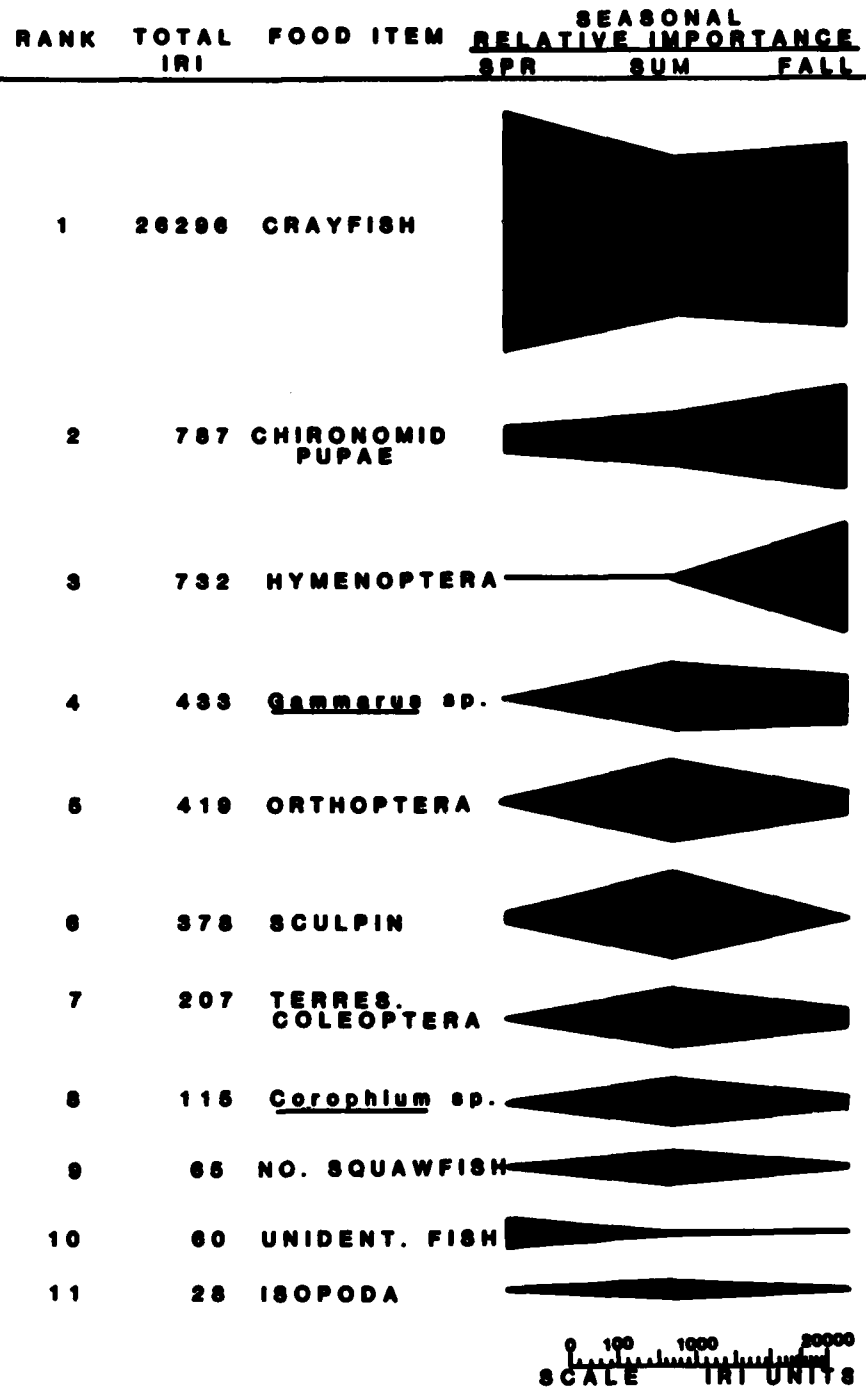 SEASONAL
RANK TOTAL FOOD ITEM RELATIVE IMPORTANCE
IRI SPR SUM FALL
1 26296 CRAYFISH
2 787 CHIRONOMID
PUPAE
3 732 HYMENOPTERA
4 433 Gammarus sp.
5 419 ORTHOPTERA
6 378 SCULPIN
7 207 TERRES.
COLEOPTERA
8 115 Corophium sp.
9 65 NO. SQUAWFISH
10 60 UNIDENT. FISH
11 28 ISOPODA
0 100 1000 20000
SCALE IRI UNITS